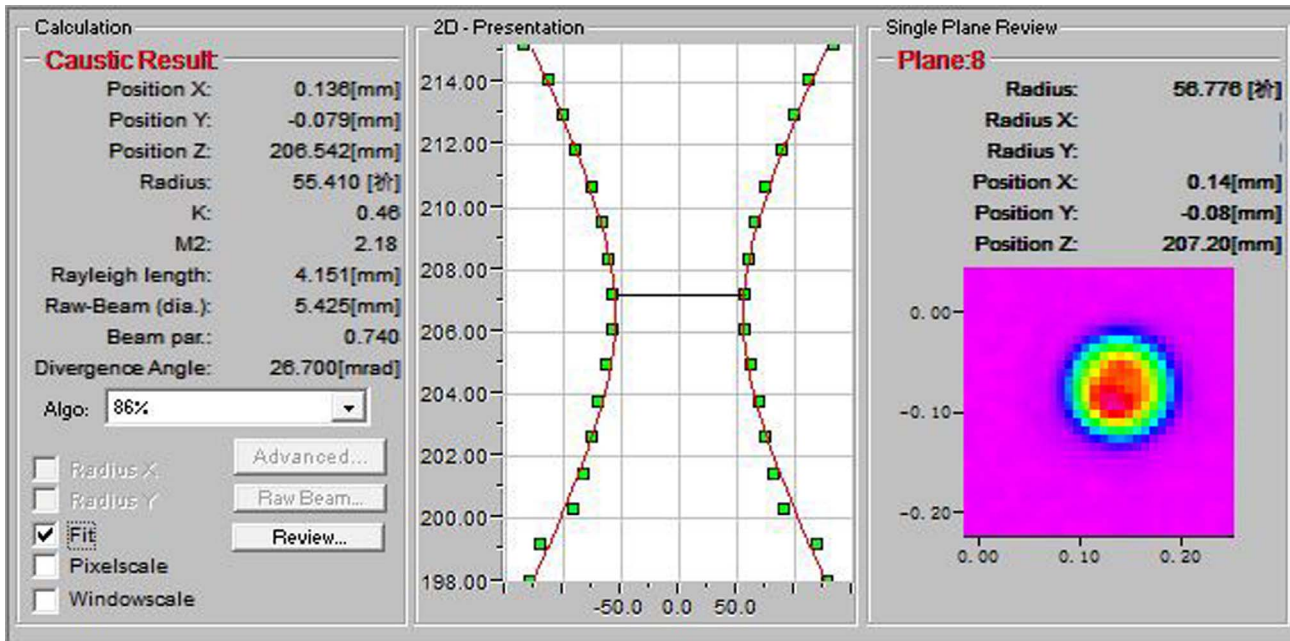 Calculation
Caustic Result:
Position X: 0.136[mm]
Position Y: -0.079[mm]
Position Z: 206.542[mm]
Radius: 55.410 [祄]
K: 0.46
M2: 2.18
Rayleigh length: 4.151[mm]
Raw-Beam (dia.): 5.425[mm]
Beam par.: 0.740
Divergence Angle: 26.700[mrad]
Algo: 86%
Radius X
Radius Y
Fit
Pixelscale
Windowscale
Advanced...
Raw Beam...
Review...
2D - Presentation
214.00
212.00
210.00
208.00
206.00
204.00
202.00
200.00
198.00
-50.0 0.0 50.0
Single Plane Review
Plane:8
Radius: 56.776 [祄]
Radius X:
Radius Y:
Position X: 0.14[mm]
Position Y: -0.08[mm]
Position Z: 207.20[mm]
0.00
-0.10
-0.20
0.00 0.10 0.20